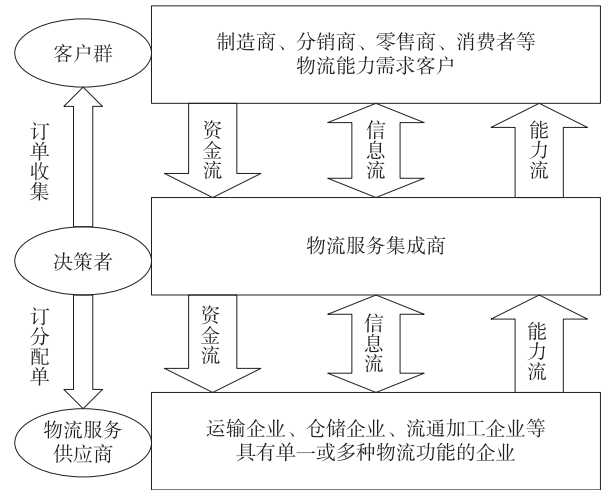 客户群
制造商、分销商、零售商、消费者等
物流能力需求客户
订单收集
资金流
信息流
能力流
决策者
物流服务集成商
订分配单
资金流
信息流
能力流
物流服务
供应商
运输企业、仓储企业、流通加工企业等
具有单一或多种物流功能的企业